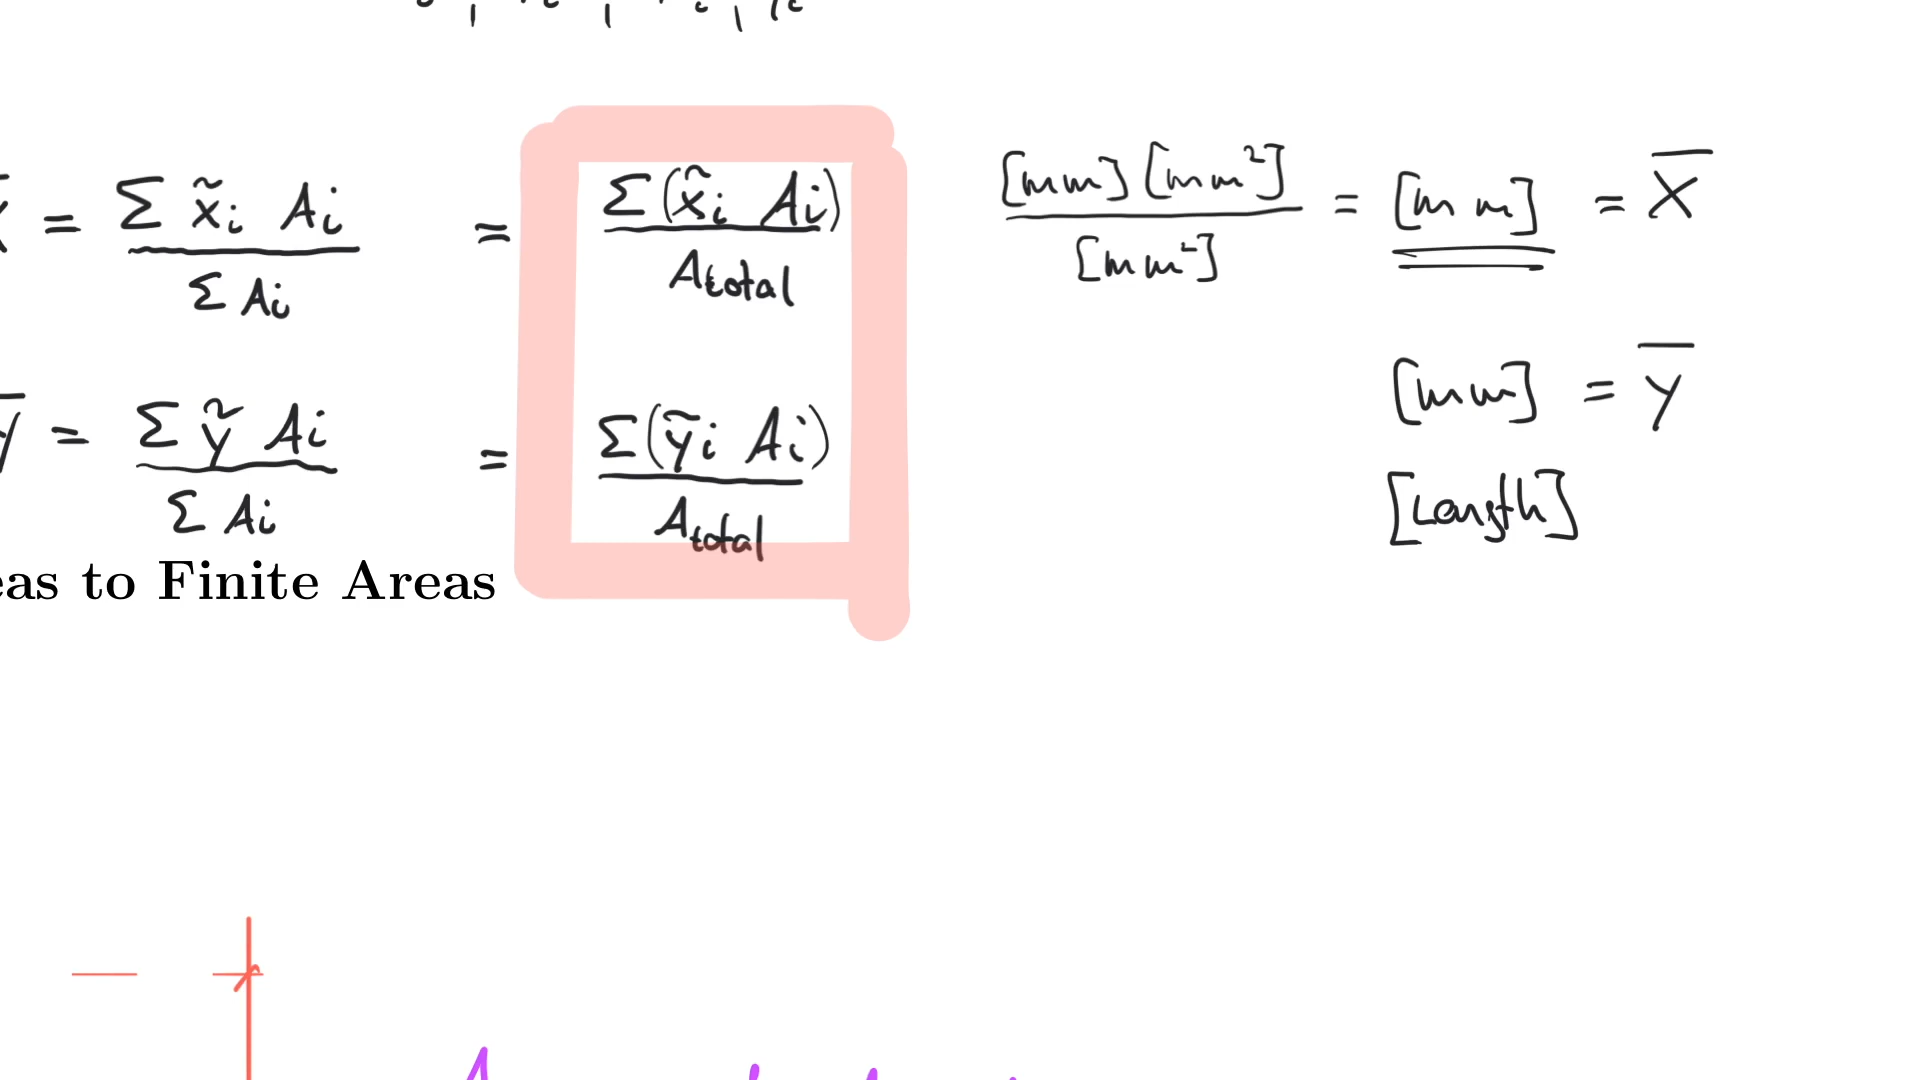 = Σ x̃i Ai / Σ Ai = Σ(x̃i Ai) / Atotal [mm][mm²] / [mm²] = [mm] = X̄
ȳ = Σ ỹ Ai / Σ Ai = Σ(ỹi Ai) / Atotal [mm] = ȳ
[Length]
eas to Finite Areas